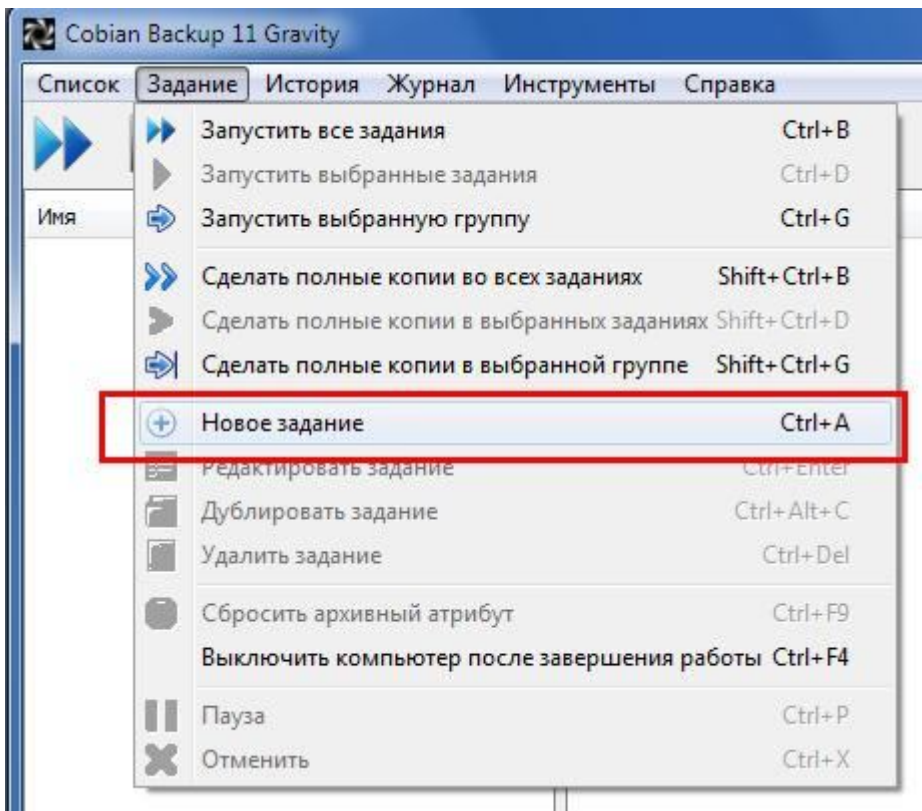 Cobian Backup 11 Gravity
Список Задание История Журнал Инструменты Справка
Запустить все задания Ctrl+B
Запустить выбранные задания Ctrl+D
Имя
Запустить выбранную группу Ctrl+G
Сделать полные копии во всех заданиях Shift+Ctrl+B
Сделать полные копии в выбранных заданиях Shift+Ctrl+D
Сделать полные копии в выбранной группе Shift+Ctrl+G
Новое задание Ctrl+A
Редактировать задание Ctrl+Enter
Дублировать задание Ctrl+Alt+C
Удалить задание Ctrl+Del
Сбросить архивный атрибут Ctrl+F9
Выключить компьютер после завершения работы Ctrl+F4
Пауза Ctrl+P
Отменить Ctrl+X